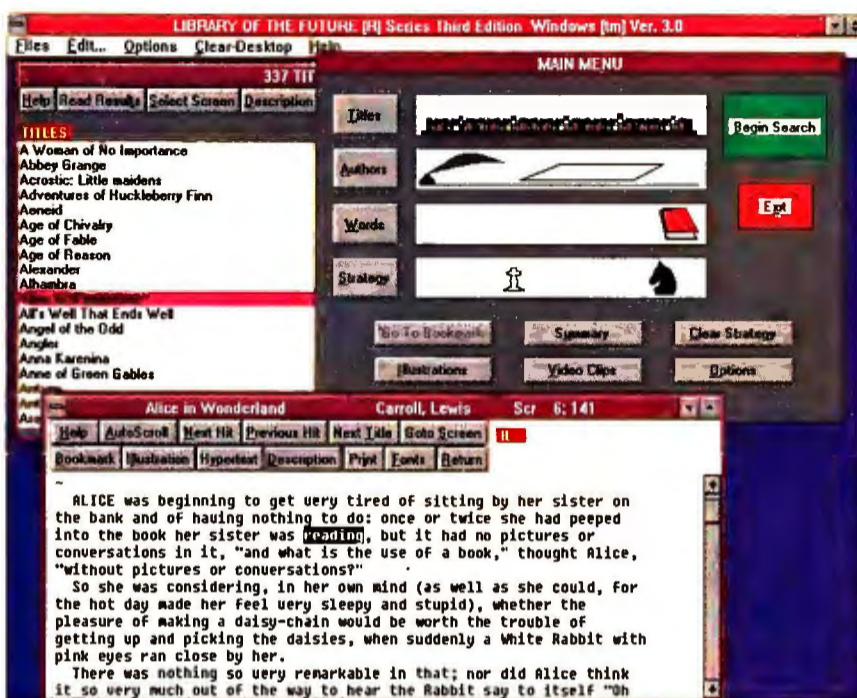 LIBRARY OF THE FUTURE [R] Series Third Edition Windows [tm] Ver. 3.0
Files Edit... Options Clear-Desktop Help
337 TIT
Help Read Results Select Screen Description
TITLES
A Woman of No Importance
Abbey Grange
Acrostic: Little maidens
Adventures of Huckleberry Finn
Aeneid
Age of Chivalry
Age of Fable
Age of Reason
Alexander
Alhambra
All's Well That Ends Well
Angel of the Odd
Angler
Anna Karenina
Anne of Green Gables
MAIN MENU
Titles
Authors
Words
Strategy
Begin Search
Exit
Go To Bookmark Summary Clear Strategy
Illustrations Video Clips Options
Alice in Wonderland Carroll, Lewis Scr 6: 141
Help AutoScroll Next Hit Previous Hit Next Title Goto Screen
Bookmark Illustration Hypertext Description Print Fonts Return
~
ALICE was beginning to get very tired of sitting by her sister on
the bank and of having nothing to do: once or twice she had peeped
into the book her sister was reading, but it had no pictures or
conversations in it, "and what is the use of a book," thought Alice,
"without pictures or conversations?"
So she was considering, in her own mind (as well as she could, for
the hot day made her feel very sleepy and stupid), whether the
pleasure of making a daisy-chain would be worth the trouble of
getting up and picking the daisies, when suddenly a White Rabbit with
pink eyes ran close by her.
There was nothing so very remarkable in that; nor did Alice think
it so very much out of the way to hear the Rabbit say to itself "Oh